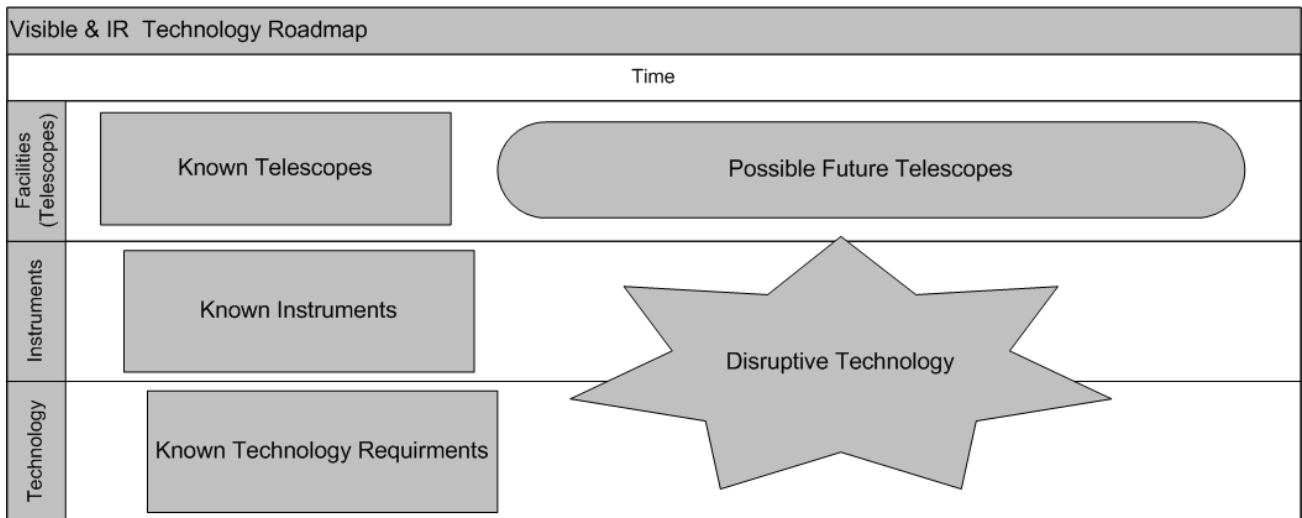 Visible & IR  Technology Roadmap
Time
Facilities
(Telescopes)
Known Telescopes
Possible Future Telescopes
Instruments
Known Instruments
Disruptive Technology
Technology
Known Technology Requirments